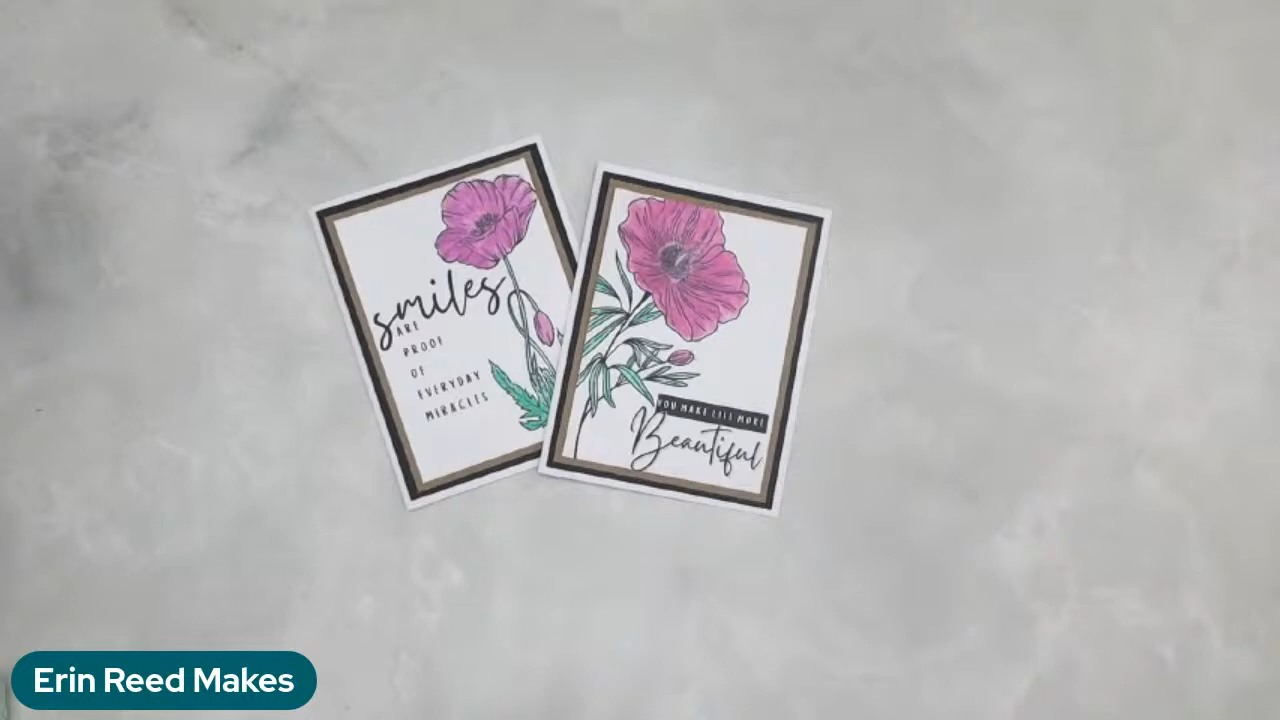 smiles
ARE
PROOF
OF
EVERYDAY
MIRACLES
YOU MAKE LIFE MORE
Beautiful
Erin Reed Makes